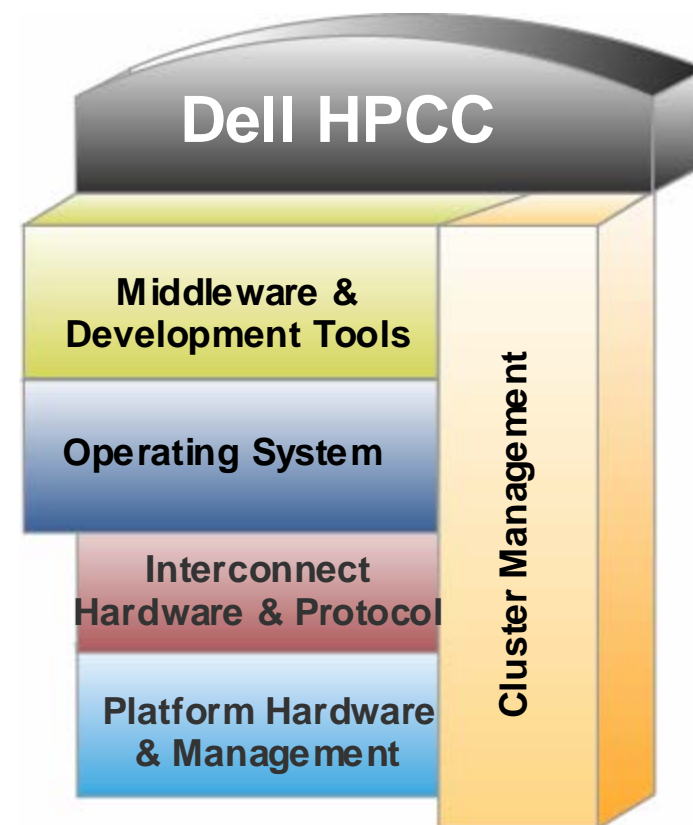 Dell HPCC
Middleware &
Development Tools
Operating System
Interconnect
Hardware & Protocol
Platform Hardware
& Management
Cluster Management